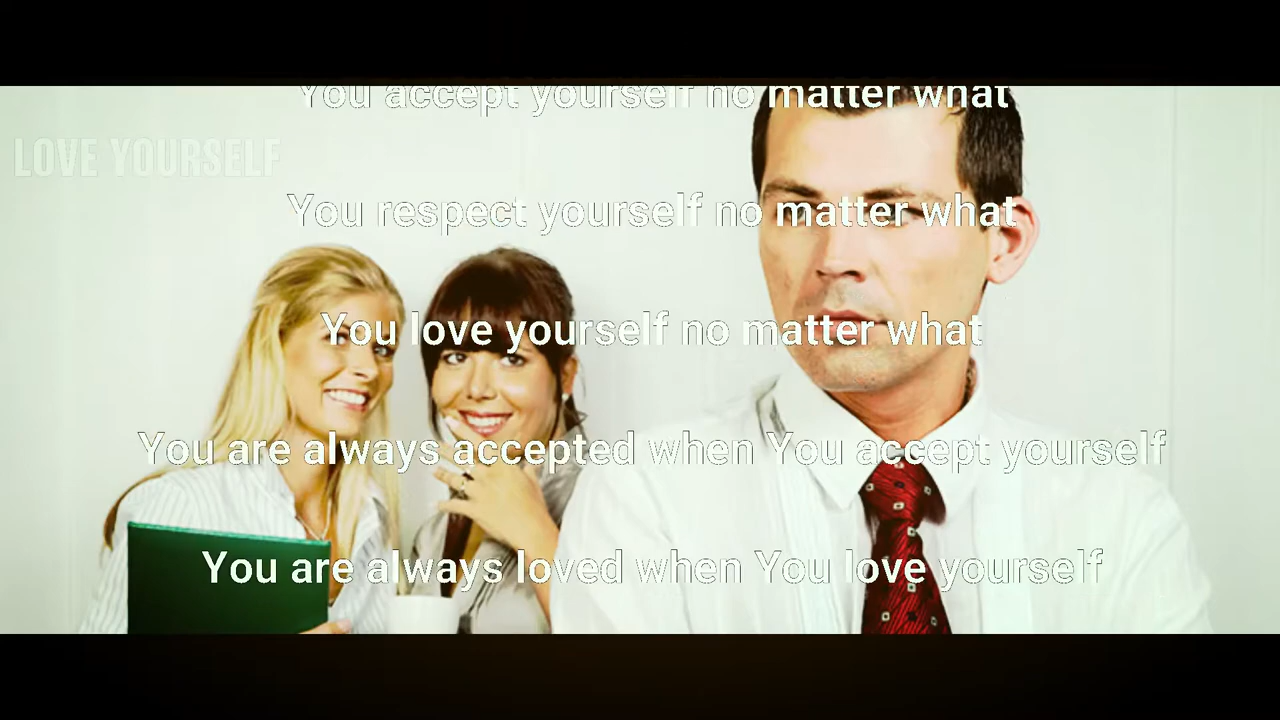 You accept yourself no matter what
LOVE YOURSELF
You respect yourself no matter what
You love yourself no matter what
You are always accepted when You accept yourself
You are always loved when You love yourself